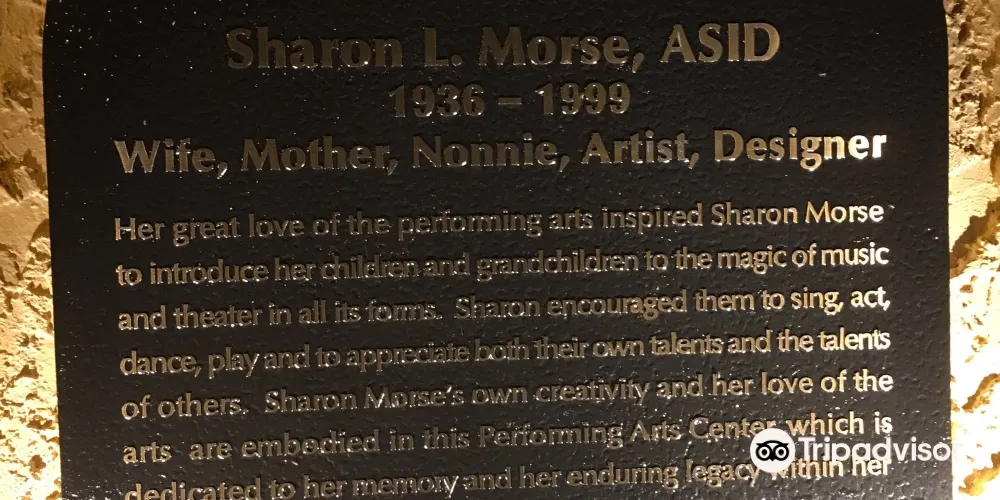 Sharon L. Morse, ASID
1936 – 1999
Wife, Mother, Nonnie, Artist, Designer
Her great love of the performing arts inspired Sharon Morse
to introduce her children and grandchildren to the magic of music
and theater in all its forms. Sharon encouraged them to sing, act,
dance, play and to appreciate both their own talents and the talents
of others. Sharon Morse's own creativity and her love of the
arts are embodied in this Performing Arts Center which is
dedicated to her memory and her enduring legacy within her
Tripadvisor